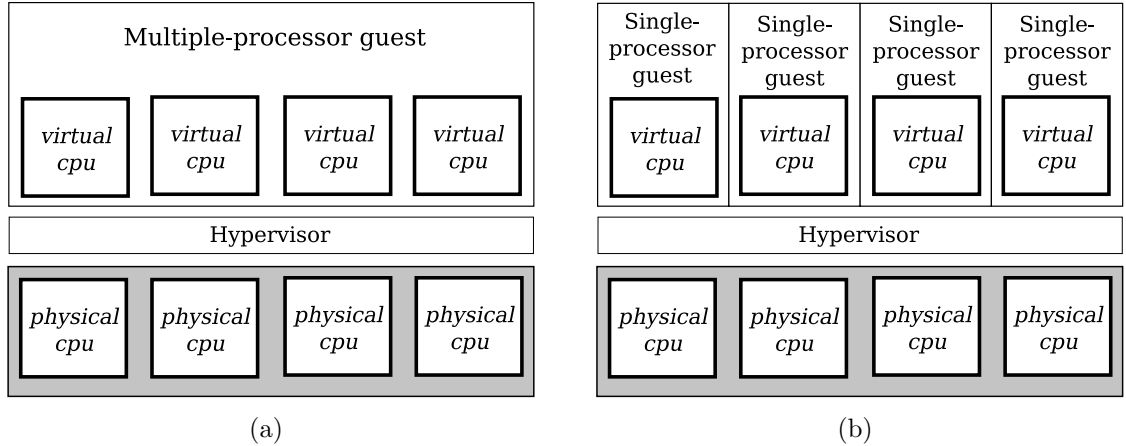 Multiple-processor guest
virtual
cpu
virtual
cpu
virtual
cpu
virtual
cpu
Hypervisor
physical
cpu
physical
cpu
physical
cpu
physical
cpu
(a)
Single-
processor
guest
Single-
processor
guest
Single-
processor
guest
Single-
processor
guest
virtual
cpu
virtual
cpu
virtual
cpu
virtual
cpu
Hypervisor
physical
cpu
physical
cpu
physical
cpu
physical
cpu
(b)